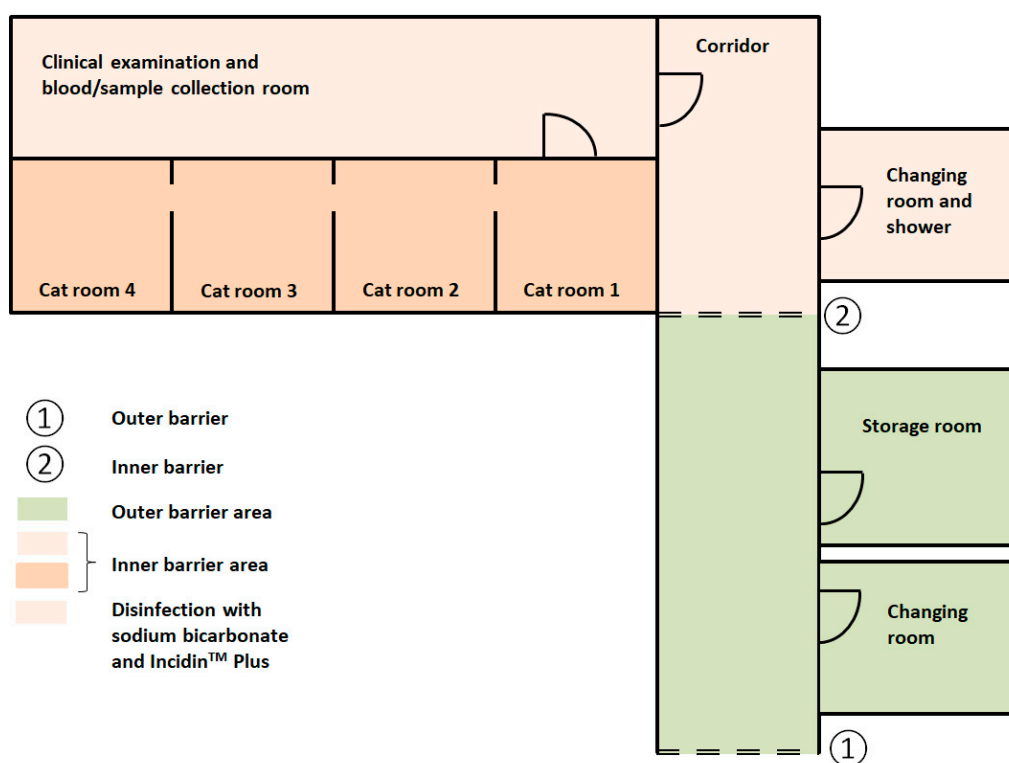 Clinical examination and
blood/sample collection room
Corridor
Changing
room and
shower
Cat room 4
Cat room 3
Cat room 2
Cat room 1
2
Storage room
Changing
room
1
1 Outer barrier
2 Inner barrier
Outer barrier area
Inner barrier area
Disinfection with
sodium bicarbonate
and Incidin™ Plus